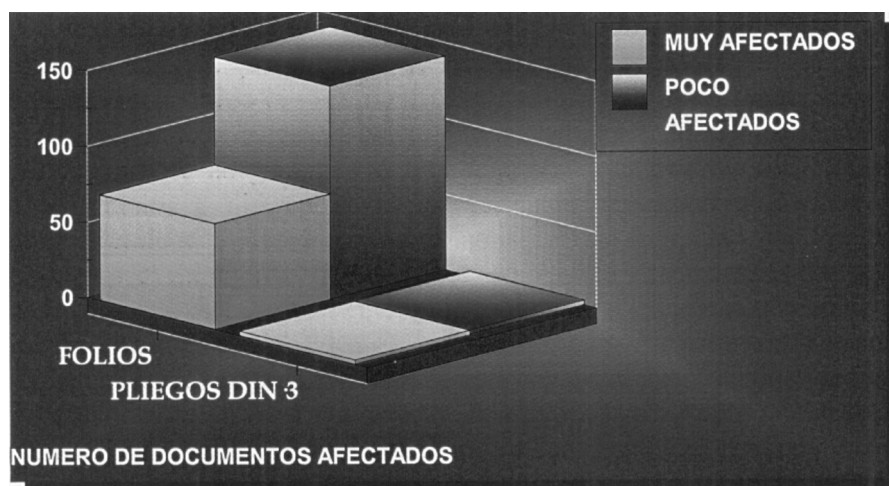 MUY AFECTADOS
POCO
AFECTADOS
150
100
50
0
FOLIOS
PLIEGOS DIN 3
NUMERO DE DOCUMENTOS AFECTADOS